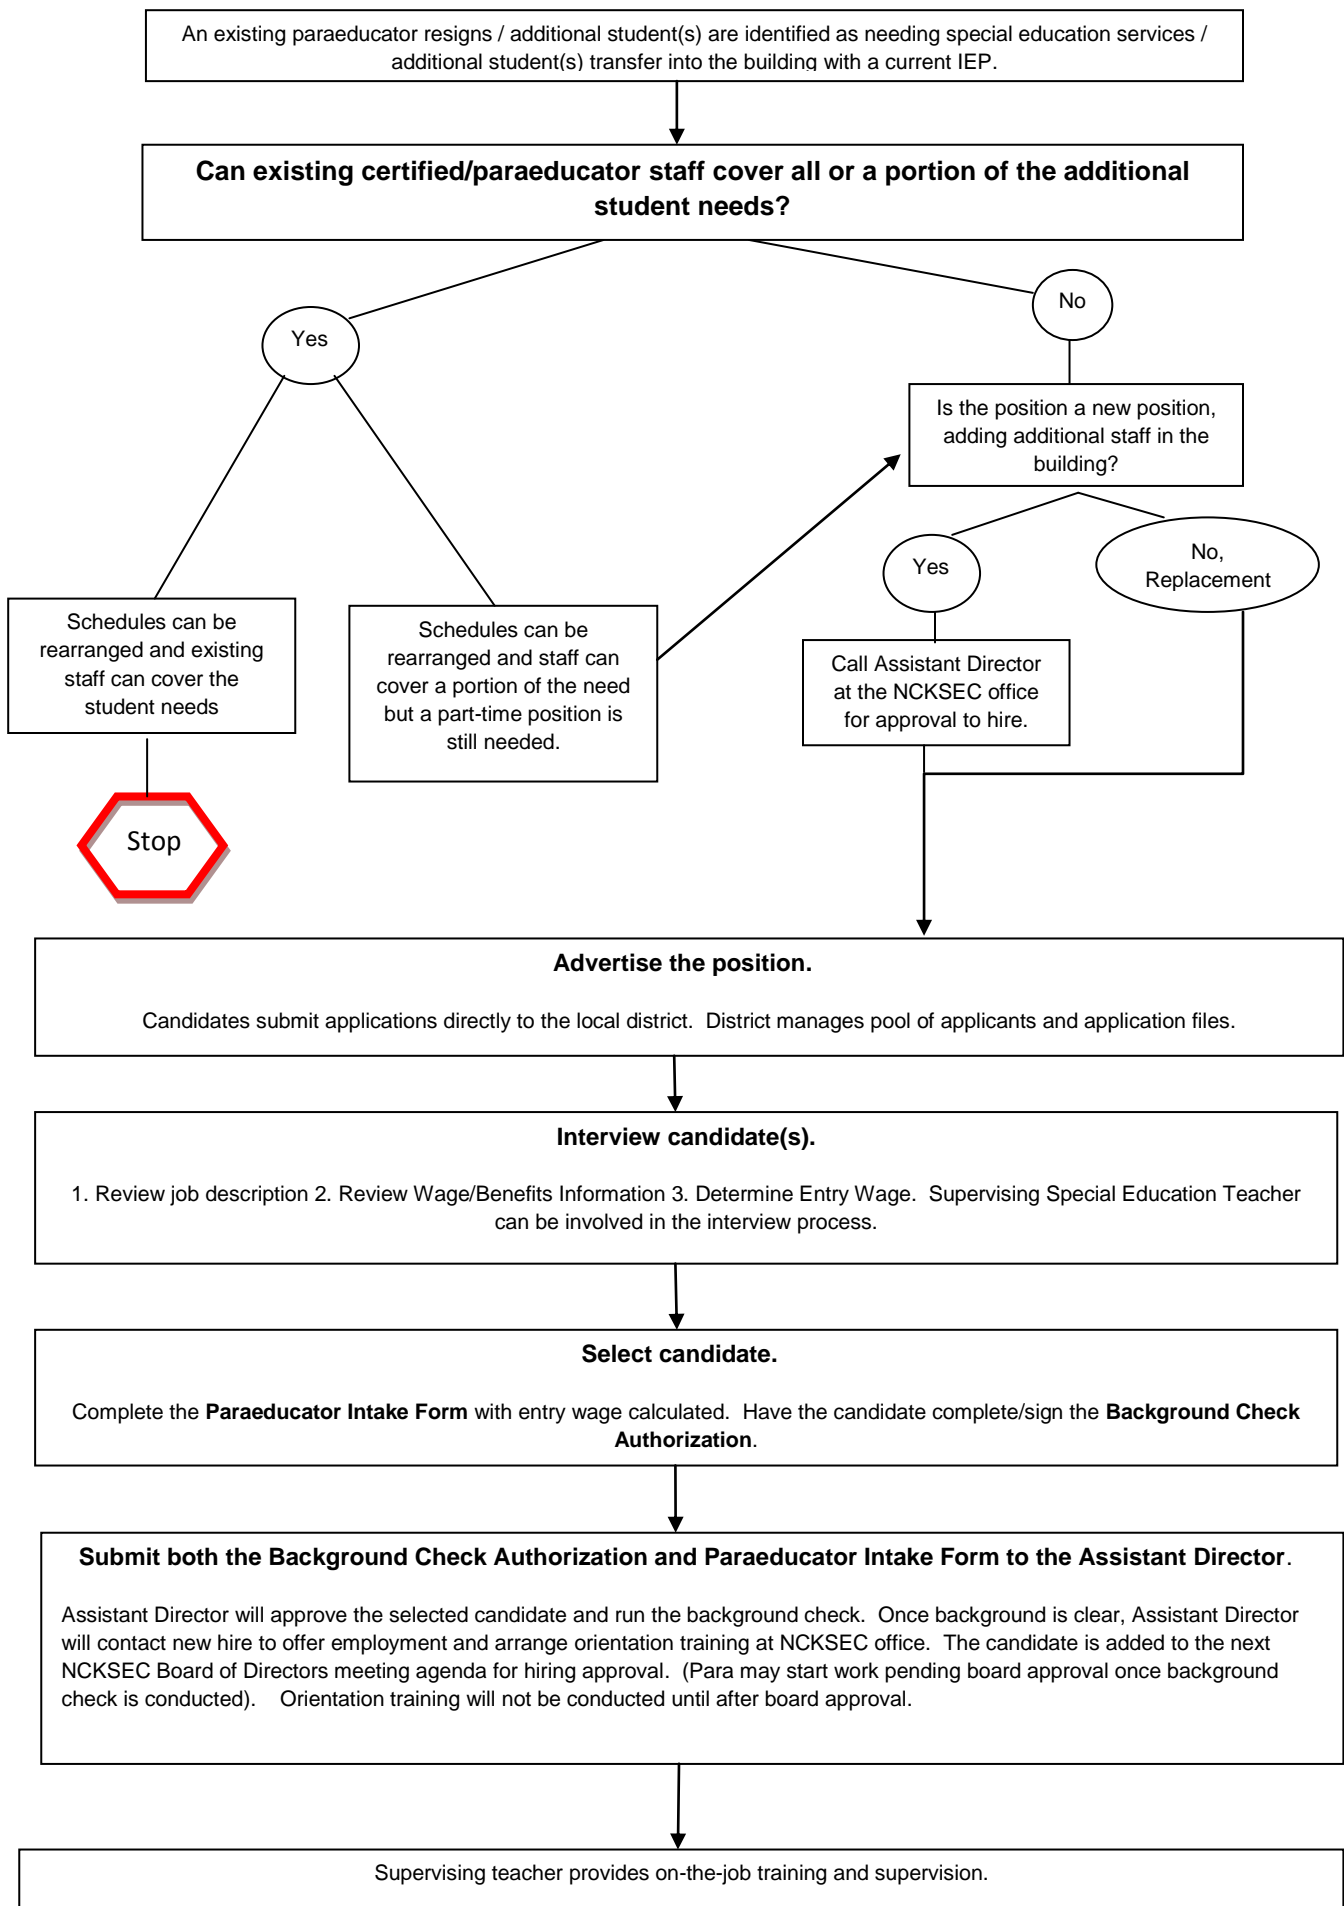 An existing paraeducator resigns / additional student(s) are identified as needing special education services /
additional student(s) transfer into the building with a current IEP.
Can existing certified/paraeducator staff cover all or a portion of the additional
student needs?
Yes
No
Is the position a new position,
adding additional staff in the
building?
Yes
No,
Replacement
Schedules can be
rearranged and existing
staff can cover the
student needs
Schedules can be
rearranged and staff can
cover a portion of the need
but a part-time position is
still needed.
Call Assistant Director
at the NCKSEC office
for approval to hire.
Stop
Advertise the position.
Candidates submit applications directly to the local district.  District manages pool of applicants and application files.
Interview candidate(s).
1. Review job description 2. Review Wage/Benefits Information 3. Determine Entry Wage.  Supervising Special Education Teacher
can be involved in the interview process.
Select candidate.
Complete the Paraeducator Intake Form with entry wage calculated.  Have the candidate complete/sign the Background Check
Authorization.
Submit both the Background Check Authorization and Paraeducator Intake Form to the Assistant Director.
Assistant Director will approve the selected candidate and run the background check.  Once background is clear, Assistant Director
will contact new hire to offer employment and arrange orientation training at NCKSEC office.  The candidate is added to the next
NCKSEC Board of Directors meeting agenda for hiring approval.  (Para may start work pending board approval once background
check is conducted).    Orientation training will not be conducted until after board approval.
Supervising teacher provides on-the-job training and supervision.